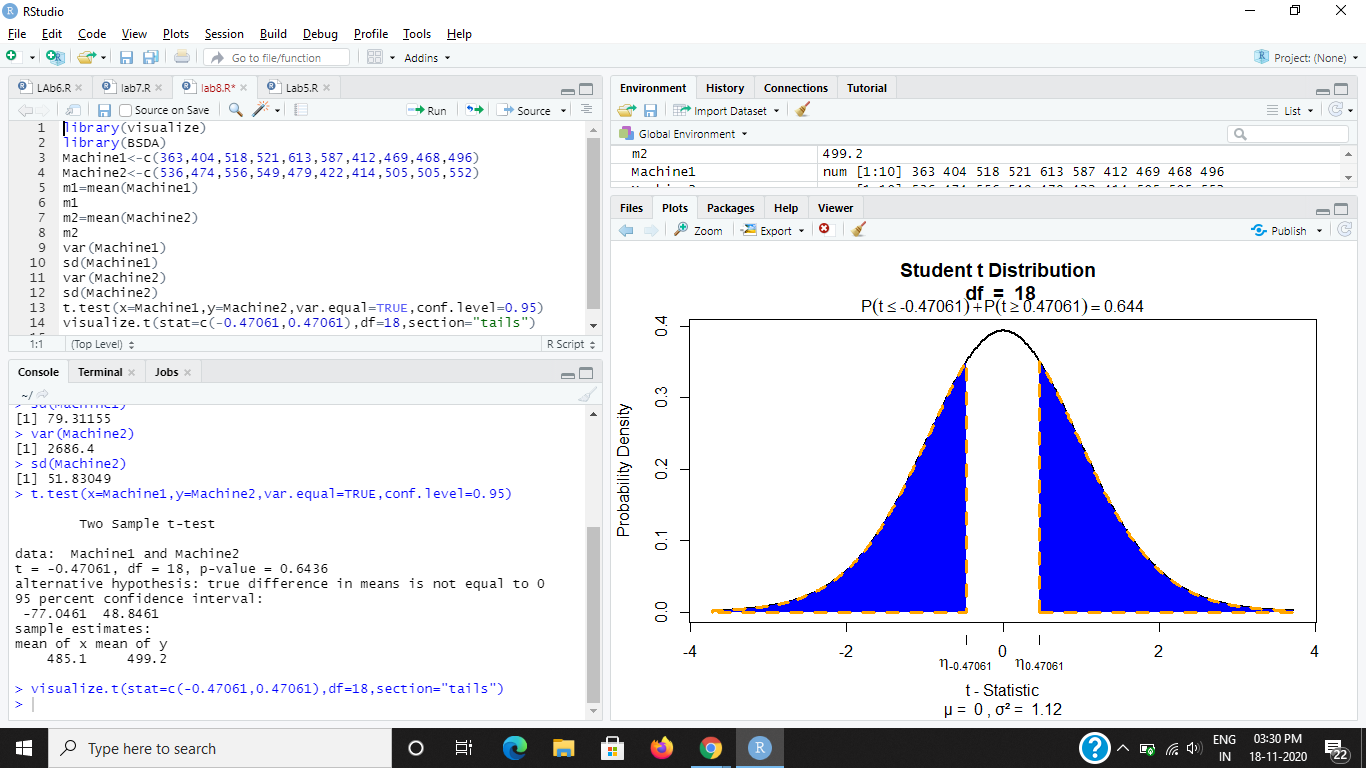 RStudio
File Edit Code View Plots Session Build Debug Profile Tools Help
Go to file/function Addins Project: (None)
LAb6.R lab7.R lab8.R* Lab5.R
Source on Save Run Source
1 library(visualize)
2 library(BSDA)
3 Machine1<-c(363,404,518,521,613,587,412,469,468,496)
4 Machine2<-c(536,474,556,549,479,422,414,505,505,552)
5 m1=mean(Machine1)
6 m1
7 m2=mean(Machine2)
8 m2
9 var(Machine1)
10 sd(Machine1)
11 var(Machine2)
12 sd(Machine2)
13 t.test(x=Machine1,y=Machine2,var.equal=TRUE,conf.level=0.95)
14 visualize.t(stat=c(-0.47061,0.47061),df=18,section="tails")
1:1 (Top Level) R Script
Console Terminal Jobs
~/
> sd(Machine1)
[1] 79.31155
> var(Machine2)
[1] 2686.4
> sd(Machine2)
[1] 51.83049
> t.test(x=Machine1,y=Machine2,var.equal=TRUE,conf.level=0.95)
Two Sample t-test
data: Machine1 and Machine2
t = -0.47061, df = 18, p-value = 0.6436
alternative hypothesis: true difference in means is not equal to 0
95 percent confidence interval:
-77.0461 48.8461
sample estimates:
mean of x mean of y
485.1 499.2
> visualize.t(stat=c(-0.47061,0.47061),df=18,section="tails")
>
Environment History Connections Tutorial
Import Dataset List
Global Environment
m2 499.2
Machine1 num [1:10] 363 404 518 521 613 587 412 469 468 496
Files Plots Packages Help Viewer
Zoom Export Publish
Student t Distribution
df = 18
P(t ≤ -0.47061)+P(t ≥ 0.47061) = 0.644
Probability Density
0.4
0.3
0.2
0.1
0.0
-4 -2 0 2 4
η-0.47061 η0.47061
t - Statistic
μ = 0 , σ² = 1.12
Type here to search
ENG
IN
03:30 PM
18-11-2020
22